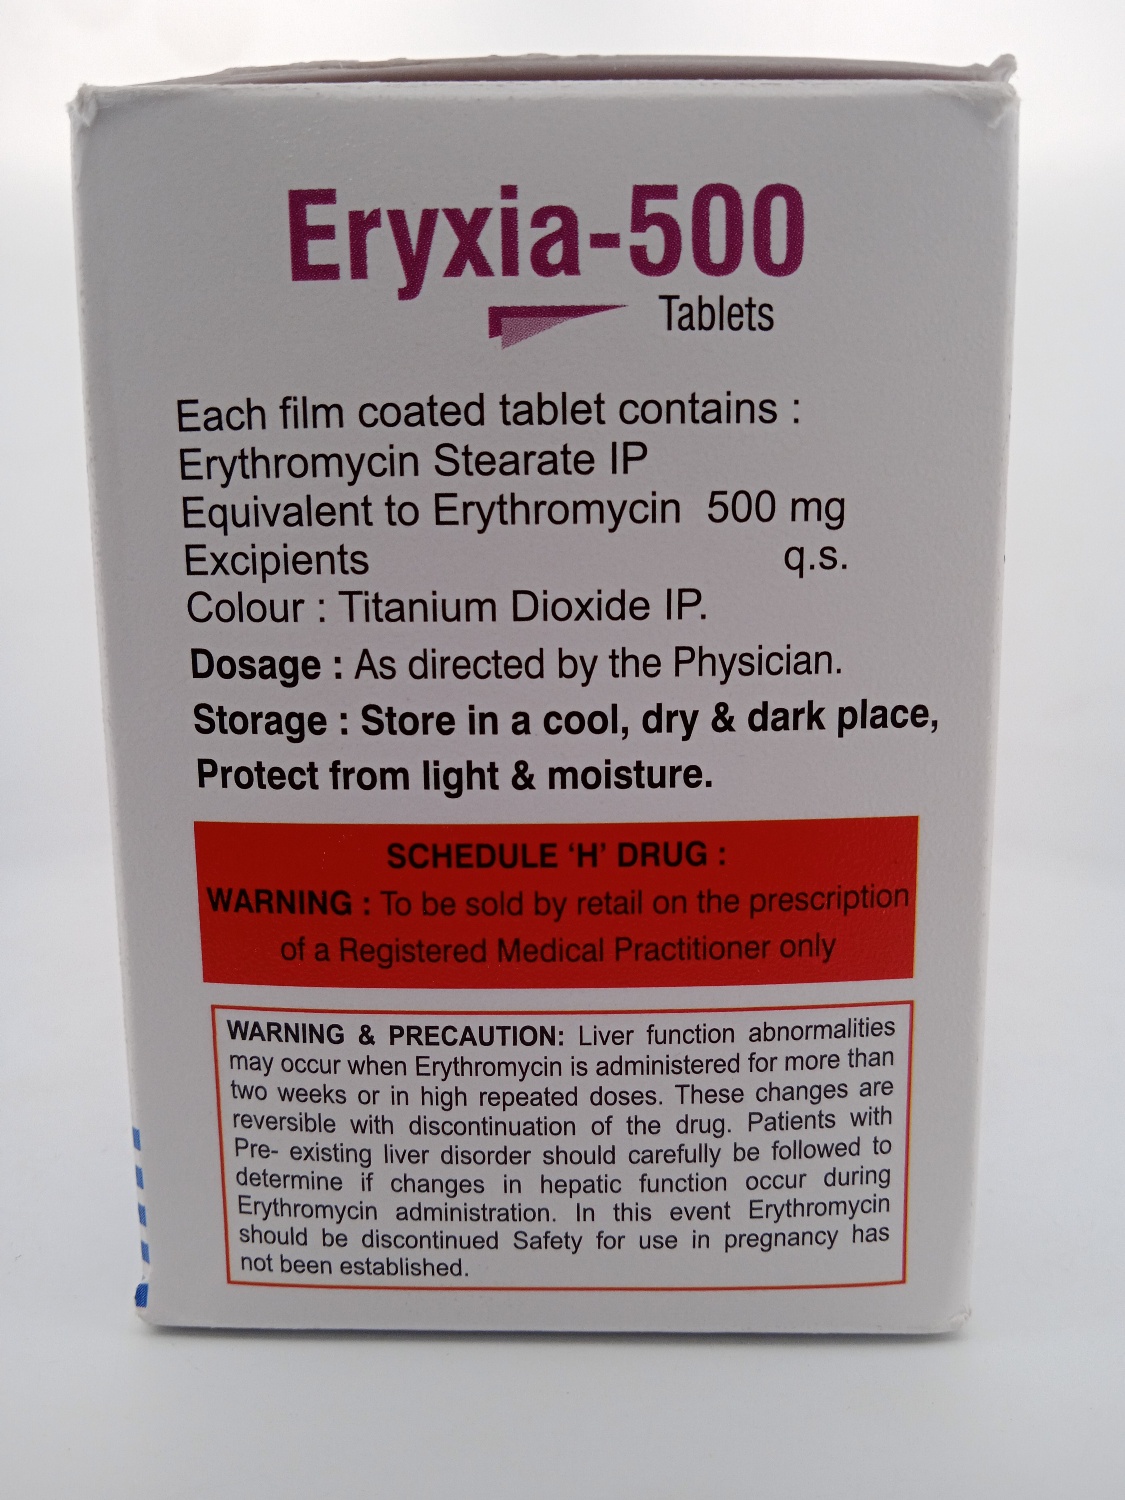 Eryxia-500
Tablets
Each film coated tablet contains :
Erythromycin Stearate IP
Equivalent to Erythromycin 500 mg
Excipients q.s.
Colour : Titanium Dioxide IP.
Dosage : As directed by the Physician.
Storage : Store in a cool, dry & dark place,
Protect from light & moisture.
SCHEDULE ‘H’ DRUG :
WARNING : To be sold by retail on the prescription
of a Registered Medical Practitioner only
WARNING & PRECAUTION: Liver function abnormalities
may occur when Erythromycin is administered for more than
two weeks or in high repeated doses. These changes are
reversible with discontinuation of the drug. Patients with
Pre- existing liver disorder should carefully be followed to
determine if changes in hepatic function occur during
Erythromycin administration. In this event Erythromycin
should be discontinued Safety for use in pregnancy has
not been established.